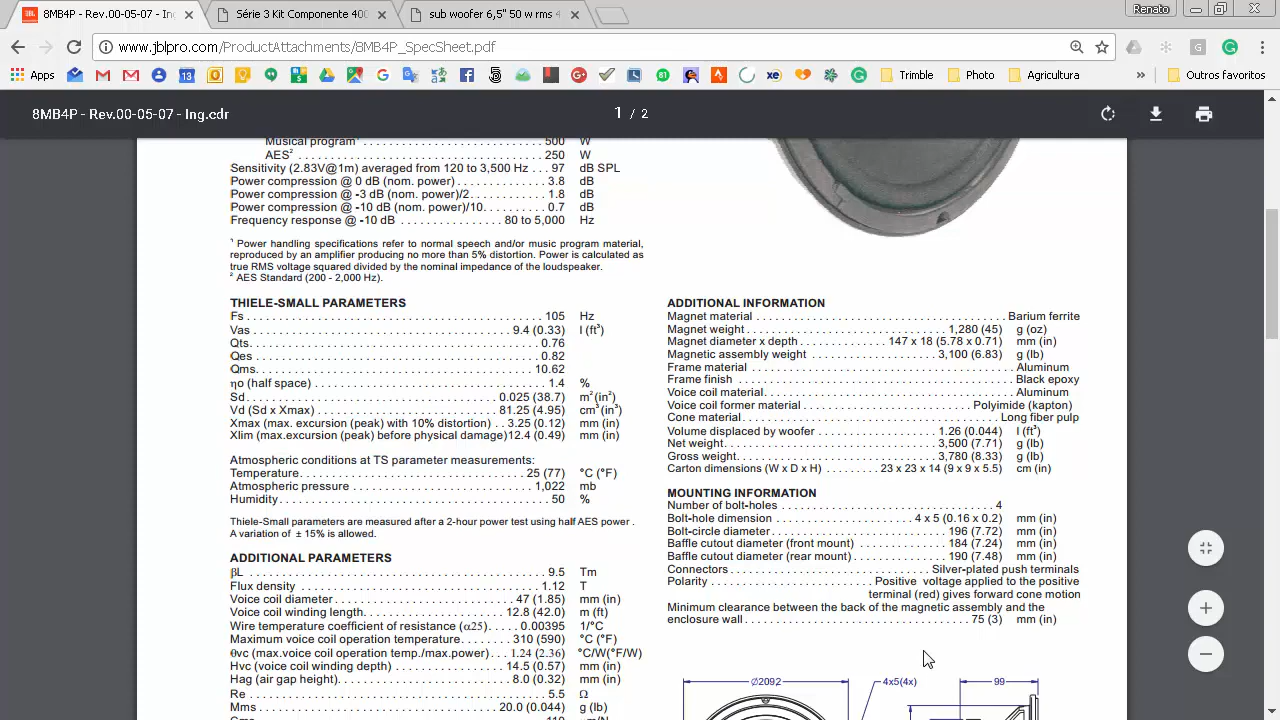 8MB4P - Rev.00-05-07 - Ing
Série 3 Kit Componente 400
sub woofer 6,5" 50 w rms 4
Renato
www.jblpro.com/ProductAttachments/8MB4P_SpecSheet.pdf
Apps
Trimble
Photo
Agricultura
»
Outros favoritos
8MB4P - Rev.00-05-07 - Ing.cdr
1 / 2
Musical program¹ . . . . . . . . . . . . . . . . . . . . . . . . . . . 500 W
AES² . . . . . . . . . . . . . . . . . . . . . . . . . . . . . . . . . . . . 250 W
Sensitivity (2.83V@1m) averaged from 120 to 3,500 Hz . . . 97 dB SPL
Power compression @ 0 dB (nom. power) . . . . . . . . . . . . . . 3.8 dB
Power compression @ -3 dB (nom. power)/2 . . . . . . . . . . . . 1.8 dB
Power compression @ -10 dB (nom. power)/10. . . . . . . . . . 0.7 dB
Frequency response @ -10 dB . . . . . . . . . . . . . . 80 to 5,000 Hz
¹ Power handling specifications refer to normal speech and/or music program material,
reproduced by an amplifier producing no more than 5% distortion. Power is calculated as
true RMS voltage squared divided by the nominal impedance of the loudspeaker.
² AES Standard (200 - 2,000 Hz).
THIELE-SMALL PARAMETERS
Fs . . . . . . . . . . . . . . . . . . . . . . . . . . . . . . . . . . . . 105 Hz
Vas . . . . . . . . . . . . . . . . . . . . . . . . . . . . . . . 9.4 (0.33) l (ft³)
Qts. . . . . . . . . . . . . . . . . . . . . . . . . . . . . . . . . . . 0.76
Qes . . . . . . . . . . . . . . . . . . . . . . . . . . . . . . . . . . 0.82
Qms. . . . . . . . . . . . . . . . . . . . . . . . . . . . . . . . . . 10.62
ηo (half space) . . . . . . . . . . . . . . . . . . . . . . . . . . . 1.4 %
Sd . . . . . . . . . . . . . . . . . . . . . . . . . . . . . . 0.025 (38.7) m²(in²)
Vd (Sd x Xmax) . . . . . . . . . . . . . . . . . . . . . . 81.25 (4.95) cm³(in³)
Xmax (max. excursion (peak) with 10% distortion) . . 3.25 (0.12) mm (in)
Xlim (max.excursion (peak) before physical damage)12.4 (0.49) mm (in)
Atmospheric conditions at TS parameter measurements:
Temperature. . . . . . . . . . . . . . . . . . . . . . . . . . . . 25 (77) °C (°F)
Atmospheric pressure . . . . . . . . . . . . . . . . . . . . . . 1,022 mb
Humidity . . . . . . . . . . . . . . . . . . . . . . . . . . . . . . . . 50 %
Thiele-Small parameters are measured after a 2-hour power test using half AES power .
A variation of ± 15% is allowed.
ADDITIONAL PARAMETERS
βL . . . . . . . . . . . . . . . . . . . . . . . . . . . . . . . . . . . 9.5 Tm
Flux density . . . . . . . . . . . . . . . . . . . . . . . . . . . . 1.12 T
Voice coil diameter . . . . . . . . . . . . . . . . . . . . . 47 (1.85) mm (in)
Voice coil winding length. . . . . . . . . . . . . . . . 12.8 (42.0) m (ft)
Wire temperature coefficient of resistance (α25) . . . . 0.00395 1/°C
Maximum voice coil operation temperature. . . . . . . 310 (590) °C (°F)
θvc (max.voice coil operation temp./max.power) . . . 1.24 (2.36) °C/W(°F/W)
Hvc (voice coil winding depth) . . . . . . . . . . . . . . 14.5 (0.57) mm (in)
Hag (air gap height). . . . . . . . . . . . . . . . . . . . . . 8.0 (0.32) mm (in)
Re . . . . . . . . . . . . . . . . . . . . . . . . . . . . . . . . . . . 5.5 Ω
Mms . . . . . . . . . . . . . . . . . . . . . . . . . . . . 20.0 (0.044) g (lb)
ADDITIONAL INFORMATION
Magnet material . . . . . . . . . . . . . . . . . . . . . . . Barium ferrite
Magnet weight . . . . . . . . . . . . . . . . . . . . . . . . 1,280 (45) g (oz)
Magnet diameter x depth . . . . . . . . . . . 147 x 18 (5.78 x 0.71) mm (in)
Magnetic assembly weight . . . . . . . . . . . . . . . 3,100 (6.83) g (lb)
Frame material . . . . . . . . . . . . . . . . . . . . . . . . . Aluminum
Frame finish . . . . . . . . . . . . . . . . . . . . . . . . . . Black epoxy
Voice coil material. . . . . . . . . . . . . . . . . . . . . . . Aluminum
Voice coil former material . . . . . . . . . . . . . . . Polyimide (kapton)
Cone material. . . . . . . . . . . . . . . . . . . . . . . . Long fiber pulp
Volume displaced by woofer . . . . . . . . . . . . . . 1.26 (0.044) l (ft³)
Net weight. . . . . . . . . . . . . . . . . . . . . . . . . . 3,500 (7.71) g (lb)
Gross weight. . . . . . . . . . . . . . . . . . . . . . . . 3,780 (8.33) g (lb)
Carton dimensions (W x D x H) . . . . . . . . . 23 x 23 x 14 (9 x 9 x 5.5) cm (in)
MOUNTING INFORMATION
Number of bolt-holes . . . . . . . . . . . . . . . . . . . . . . . . . . 4
Bolt-hole dimension . . . . . . . . . . . . . . . . 4 x 5 (0.16 x 0.2) mm (in)
Bolt-circle diameter. . . . . . . . . . . . . . . . . . . . . 196 (7.72) mm (in)
Baffle cutout diameter (front mount) . . . . . . . . . 184 (7.24) mm (in)
Baffle cutout diameter (rear mount). . . . . . . . . . 190 (7.48) mm (in)
Connectors. . . . . . . . . . . . . . . . . . . . Silver-plated push terminals
Polarity . . . . . . . . . . . . . . . . Positive voltage applied to the positive
terminal (red) gives forward cone motion
Minimum clearance between the back of the magnetic assembly and the
enclosure wall . . . . . . . . . . . . . . . . . . . . . . . . . . . 75 (3) mm (in)
Ø209,2
4x5(4x)
99